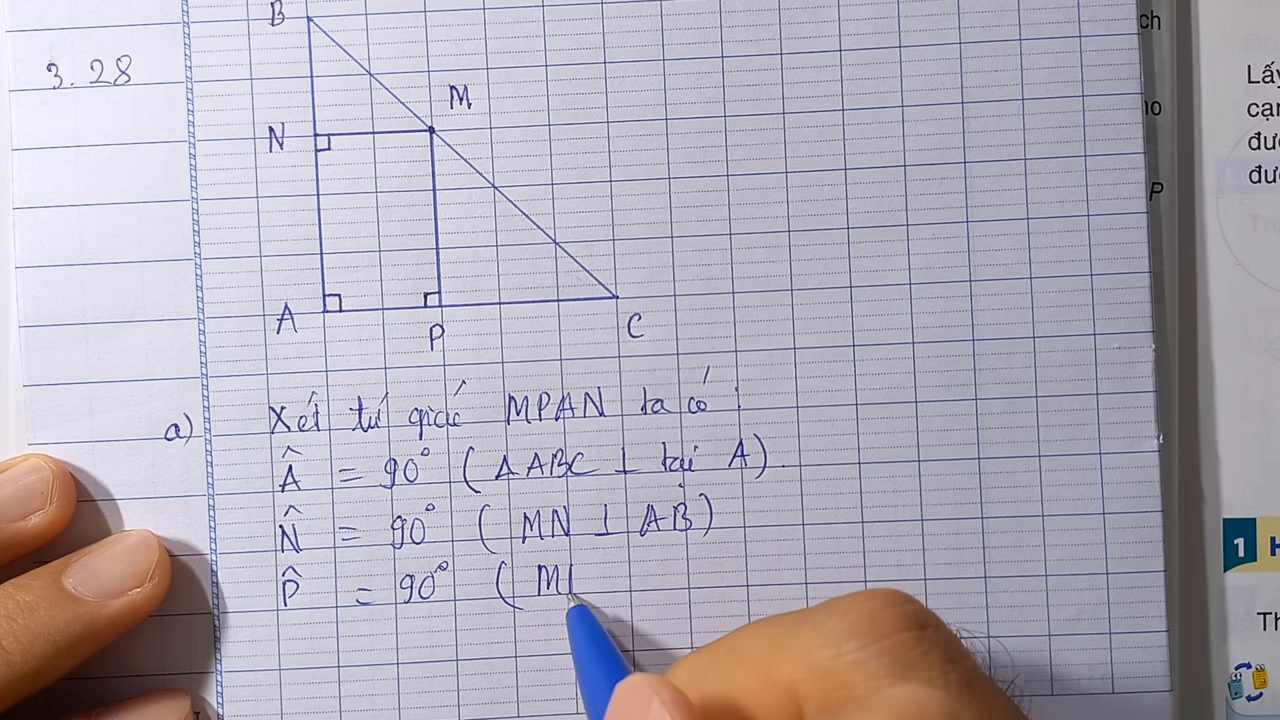 3.28
B
M
N
A
P
C
a) Xét tứ giác MPAN ta có:
Â = 90° (ΔABC ⊥ tại A).
N̂ = 90° (MN ⊥ AB)
P̂ = 90° (M
ch
P
Lấy
đư
đư
1 H
Th